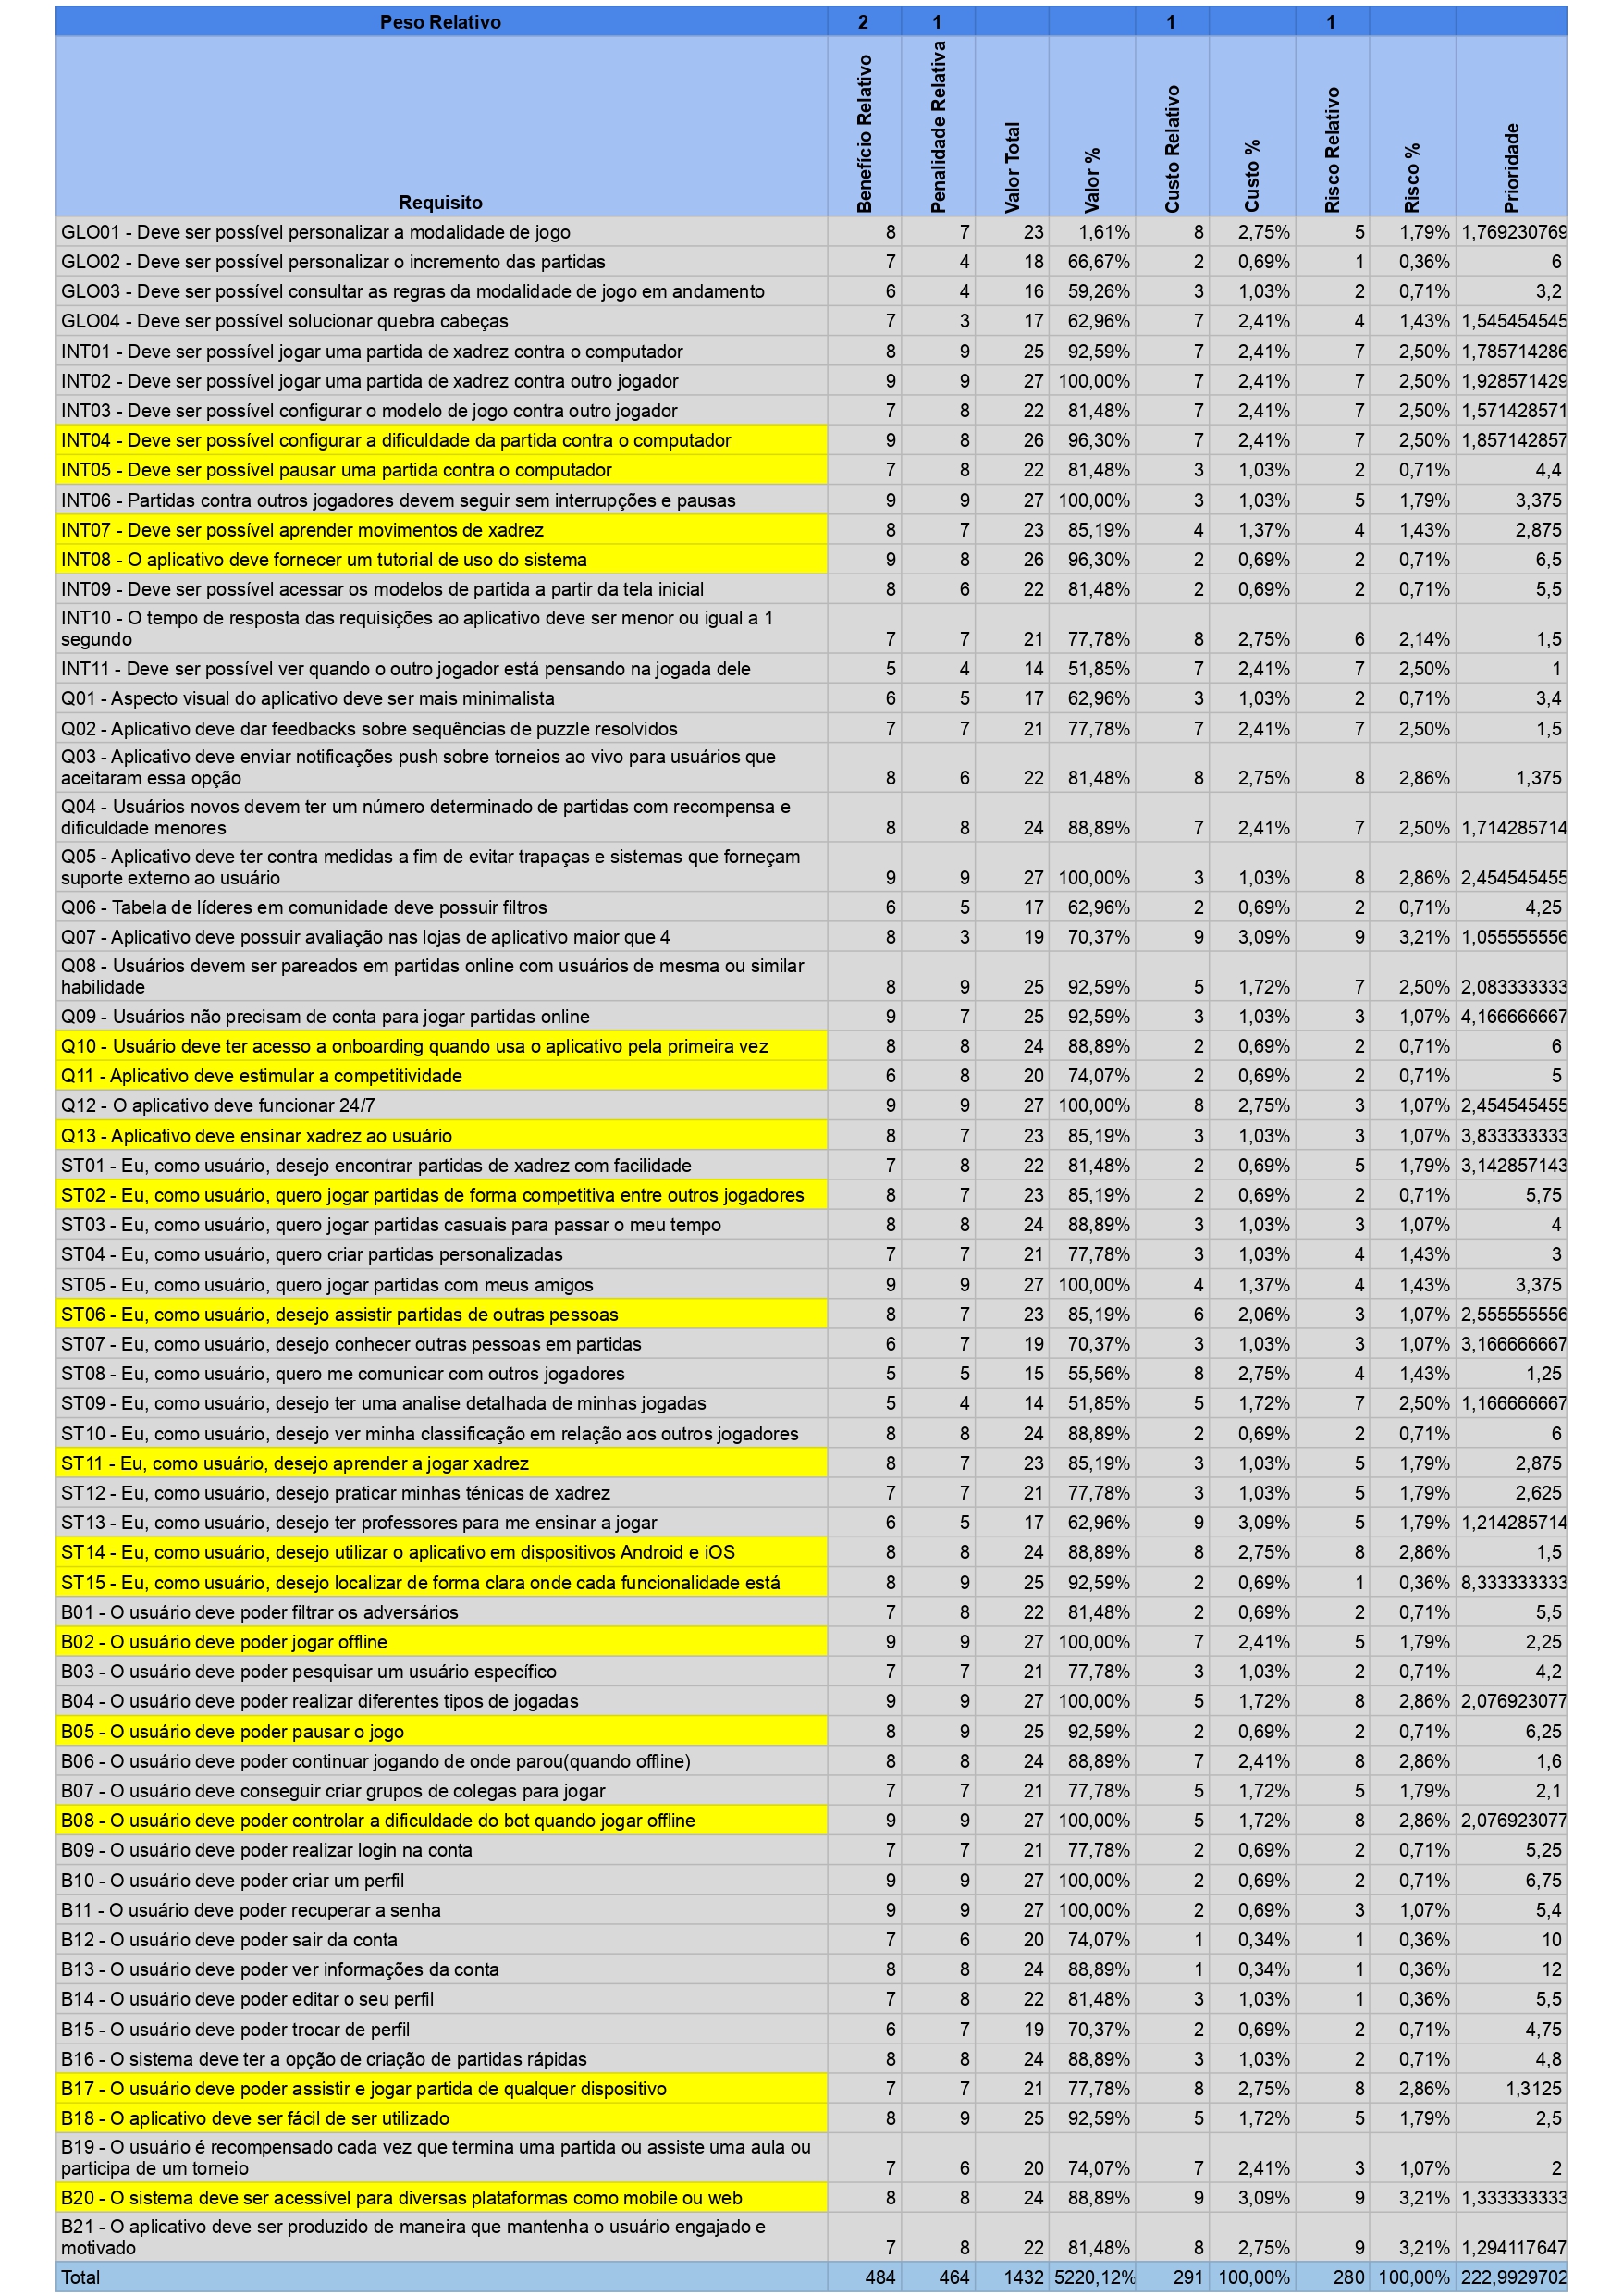 Peso Relativo 2 1 1 1
Requisito Benefício Relativo Penalidade Relativa Valor Total Valor % Custo Relativo Custo % Risco Relativo Risco % Prioridade
GLO01 - Deve ser possível personalizar a modalidade de jogo 8 7 23 1,61% 8 2,75% 5 1,79% 1,769230769
GLO02 - Deve ser possível personalizar o incremento das partidas 7 4 18 66,67% 2 0,69% 1 0,36% 6
GLO03 - Deve ser possível consultar as regras da modalidade de jogo em andamento 6 4 16 59,26% 3 1,03% 2 0,71% 3,2
GLO04 - Deve ser possível solucionar quebra cabeças 7 3 17 62,96% 7 2,41% 4 1,43% 1,545454545
INT01 - Deve ser possível jogar uma partida de xadrez contra o computador 8 9 25 92,59% 7 2,41% 7 2,50% 1,785714286
INT02 - Deve ser possível jogar uma partida de xadrez contra outro jogador 9 9 27 100,00% 7 2,41% 7 2,50% 1,928571429
INT03 - Deve ser possível configurar o modelo de jogo contra outro jogador 7 8 22 81,48% 7 2,41% 7 2,50% 1,571428571
INT04 - Deve ser possível configurar a dificuldade da partida contra o computador 9 8 26 96,30% 7 2,41% 7 2,50% 1,857142857
INT05 - Deve ser possível pausar uma partida contra o computador 7 8 22 81,48% 3 1,03% 2 0,71% 4,4
INT06 - Partidas contra outros jogadores devem seguir sem interrupções e pausas 9 9 27 100,00% 3 1,03% 5 1,79% 3,375
INT07 - Deve ser possível aprender movimentos de xadrez 8 7 23 85,19% 4 1,37% 4 1,43% 2,875
INT08 - O aplicativo deve fornecer um tutorial de uso do sistema 9 8 26 96,30% 2 0,69% 2 0,71% 6,5
INT09 - Deve ser possível acessar os modelos de partida a partir da tela inicial 8 6 22 81,48% 2 0,69% 2 0,71% 5,5
INT10 - O tempo de resposta das requisições ao aplicativo deve ser menor ou igual a 1
segundo 7 7 21 77,78% 8 2,75% 6 2,14% 1,5
INT11 - Deve ser possível ver quando o outro jogador está pensando na jogada dele 5 4 14 51,85% 7 2,41% 7 2,50% 1
Q01 - Aspecto visual do aplicativo deve ser mais minimalista 6 5 17 62,96% 3 1,03% 2 0,71% 3,4
Q02 - Aplicativo deve dar feedbacks sobre sequências de puzzle resolvidos 7 7 21 77,78% 7 2,41% 7 2,50% 1,5
Q03 - Aplicativo deve enviar notificações push sobre torneios ao vivo para usuários que
aceitaram essa opção 8 6 22 81,48% 8 2,75% 8 2,86% 1,375
Q04 - Usuários novos devem ter um número determinado de partidas com recompensa e
dificuldade menores 8 8 24 88,89% 7 2,41% 7 2,50% 1,714285714
Q05 - Aplicativo deve ter contra medidas a fim de evitar trapaças e sistemas que forneçam
suporte externo ao usuário 9 9 27 100,00% 3 1,03% 8 2,86% 2,454545455
Q06 - Tabela de líderes em comunidade deve possuir filtros 6 5 17 62,96% 2 0,69% 2 0,71% 4,25
Q07 - Aplicativo deve possuir avaliação nas lojas de aplicativo maior que 4 8 3 19 70,37% 9 3,09% 9 3,21% 1,055555556
Q08 - Usuários devem ser pareados em partidas online com usuários de mesma ou similar
habilidade 8 9 25 92,59% 5 1,72% 7 2,50% 2,083333333
Q09 - Usuários não precisam de conta para jogar partidas online 9 7 25 92,59% 3 1,03% 3 1,07% 4,166666667
Q10 - Usuário deve ter acesso a onboarding quando usa o aplicativo pela primeira vez 8 8 24 88,89% 2 0,69% 2 0,71% 6
Q11 - Aplicativo deve estimular a competitividade 6 8 20 74,07% 2 0,69% 2 0,71% 5
Q12 - O aplicativo deve funcionar 24/7 9 9 27 100,00% 8 2,75% 3 1,07% 2,454545455
Q13 - Aplicativo deve ensinar xadrez ao usuário 8 7 23 85,19% 3 1,03% 3 1,07% 3,833333333
ST01 - Eu, como usuário, desejo encontrar partidas de xadrez com facilidade 7 8 22 81,48% 2 0,69% 5 1,79% 3,142857143
ST02 - Eu, como usuário, quero jogar partidas de forma competitiva entre outros jogadores 8 7 23 85,19% 2 0,69% 2 0,71% 5,75
ST03 - Eu, como usuário, quero jogar partidas casuais para passar o meu tempo 8 8 24 88,89% 3 1,03% 3 1,07% 4
ST04 - Eu, como usuário, quero criar partidas personalizadas 7 7 21 77,78% 3 1,03% 4 1,43% 3
ST05 - Eu, como usuário, quero jogar partidas com meus amigos 9 9 27 100,00% 4 1,37% 4 1,43% 3,375
ST06 - Eu, como usuário, desejo assistir partidas de outras pessoas 8 7 23 85,19% 6 2,06% 3 1,07% 2,555555556
ST07 - Eu, como usuário, desejo conhecer outras pessoas em partidas 6 7 19 70,37% 3 1,03% 3 1,07% 3,166666667
ST08 - Eu, como usuário, quero me comunicar com outros jogadores 5 5 15 55,56% 8 2,75% 4 1,43% 1,25
ST09 - Eu, como usuário, desejo ter uma analise detalhada de minhas jogadas 5 4 14 51,85% 5 1,72% 7 2,50% 1,166666667
ST10 - Eu, como usuário, desejo ver minha classificação em relação aos outros jogadores 8 8 24 88,89% 2 0,69% 2 0,71% 6
ST11 - Eu, como usuário, desejo aprender a jogar xadrez 8 7 23 85,19% 3 1,03% 5 1,79% 2,875
ST12 - Eu, como usuário, desejo praticar minhas ténicas de xadrez 7 7 21 77,78% 3 1,03% 5 1,79% 2,625
ST13 - Eu, como usuário, desejo ter professores para me ensinar a jogar 6 5 17 62,96% 9 3,09% 5 1,79% 1,214285714
ST14 - Eu, como usuário, desejo utilizar o aplicativo em dispositivos Android e iOS 8 8 24 88,89% 8 2,75% 8 2,86% 1,5
ST15 - Eu, como usuário, desejo localizar de forma clara onde cada funcionalidade está 8 9 25 92,59% 2 0,69% 1 0,36% 8,333333333
B01 - O usuário deve poder filtrar os adversários 7 8 22 81,48% 2 0,69% 2 0,71% 5,5
B02 - O usuário deve poder jogar offline 9 9 27 100,00% 7 2,41% 5 1,79% 2,25
B03 - O usuário deve poder pesquisar um usuário específico 7 7 21 77,78% 3 1,03% 2 0,71% 4,2
B04 - O usuário deve poder realizar diferentes tipos de jogadas 9 9 27 100,00% 5 1,72% 8 2,86% 2,076923077
B05 - O usuário deve poder pausar o jogo 8 9 25 92,59% 2 0,69% 2 0,71% 6,25
B06 - O usuário deve poder continuar jogando de onde parou(quando offline) 8 8 24 88,89% 7 2,41% 8 2,86% 1,6
B07 - O usuário deve conseguir criar grupos de colegas para jogar 7 7 21 77,78% 5 1,72% 5 1,79% 2,1
B08 - O usuário deve poder controlar a dificuldade do bot quando jogar offline 9 9 27 100,00% 5 1,72% 8 2,86% 2,076923077
B09 - O usuário deve poder realizar login na conta 7 7 21 77,78% 2 0,69% 2 0,71% 5,25
B10 - O usuário deve poder criar um perfil 9 9 27 100,00% 2 0,69% 2 0,71% 6,75
B11 - O usuário deve poder recuperar a senha 9 9 27 100,00% 2 0,69% 3 1,07% 5,4
B12 - O usuário deve poder sair da conta 7 6 20 74,07% 1 0,34% 1 0,36% 10
B13 - O usuário deve poder ver informações da conta 8 8 24 88,89% 1 0,34% 1 0,36% 12
B14 - O usuário deve poder editar o seu perfil 7 8 22 81,48% 3 1,03% 1 0,36% 5,5
B15 - O usuário deve poder trocar de perfil 6 7 19 70,37% 2 0,69% 2 0,71% 4,75
B16 - O sistema deve ter a opção de criação de partidas rápidas 8 8 24 88,89% 3 1,03% 2 0,71% 4,8
B17 - O usuário deve poder assistir e jogar partida de qualquer dispositivo 7 7 21 77,78% 8 2,75% 8 2,86% 1,3125
B18 - O aplicativo deve ser fácil de ser utilizado 8 9 25 92,59% 5 1,72% 5 1,79% 2,5
B19 - O usuário é recompensado cada vez que termina uma partida ou assiste uma aula ou
participa de um torneio 7 6 20 74,07% 7 2,41% 3 1,07% 2
B20 - O sistema deve ser acessível para diversas plataformas como mobile ou web 8 8 24 88,89% 9 3,09% 9 3,21% 1,333333333
B21 - O aplicativo deve ser produzido de maneira que mantenha o usuário engajado e
motivado 7 8 22 81,48% 8 2,75% 9 3,21% 1,294117647
Total 484 464 1432 5220,12% 291 100,00% 280 100,00% 222,9929702